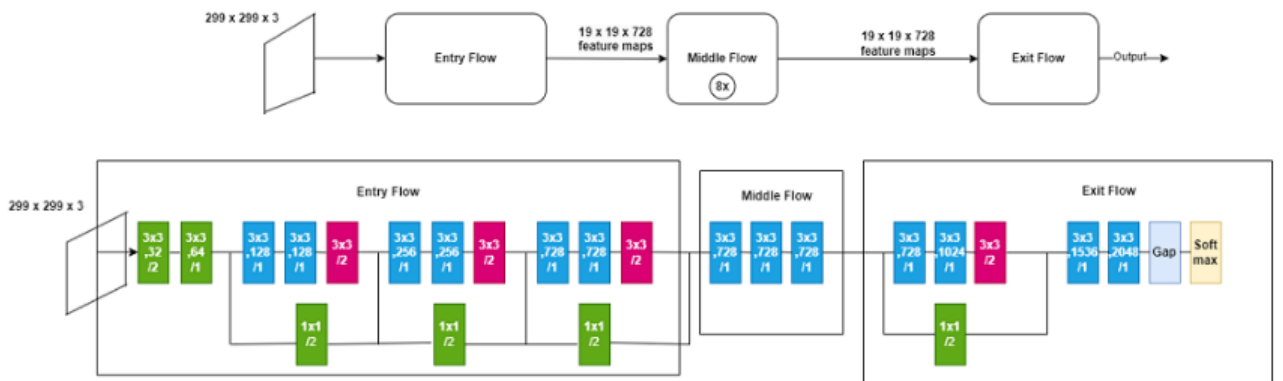 299 x 299 x 3
Entry Flow
19 x 19 x 728
feature maps
Middle Flow
8x
19 x 19 x 728
feature maps
Exit Flow
Output
299 x 299 x 3
Entry Flow
3x3
,32
/2
3x3
,64
/1
3x3
,128
/1
3x3
,128
/1
3x3
/2
3x3
,256
/1
3x3
,256
/1
3x3
/2
3x3
,728
/1
3x3
,728
/1
3x3
/2
1x1
/2
1x1
/2
1x1
/2
Middle Flow
3x3
,728
/1
3x3
,728
/1
3x3
,728
/1
Exit Flow
3x3
,728
/1
3x3
,1024
/1
3x3
/2
1x1
/2
3x3
,1536
/1
3x3
,2048
/1
Gap
Soft
max